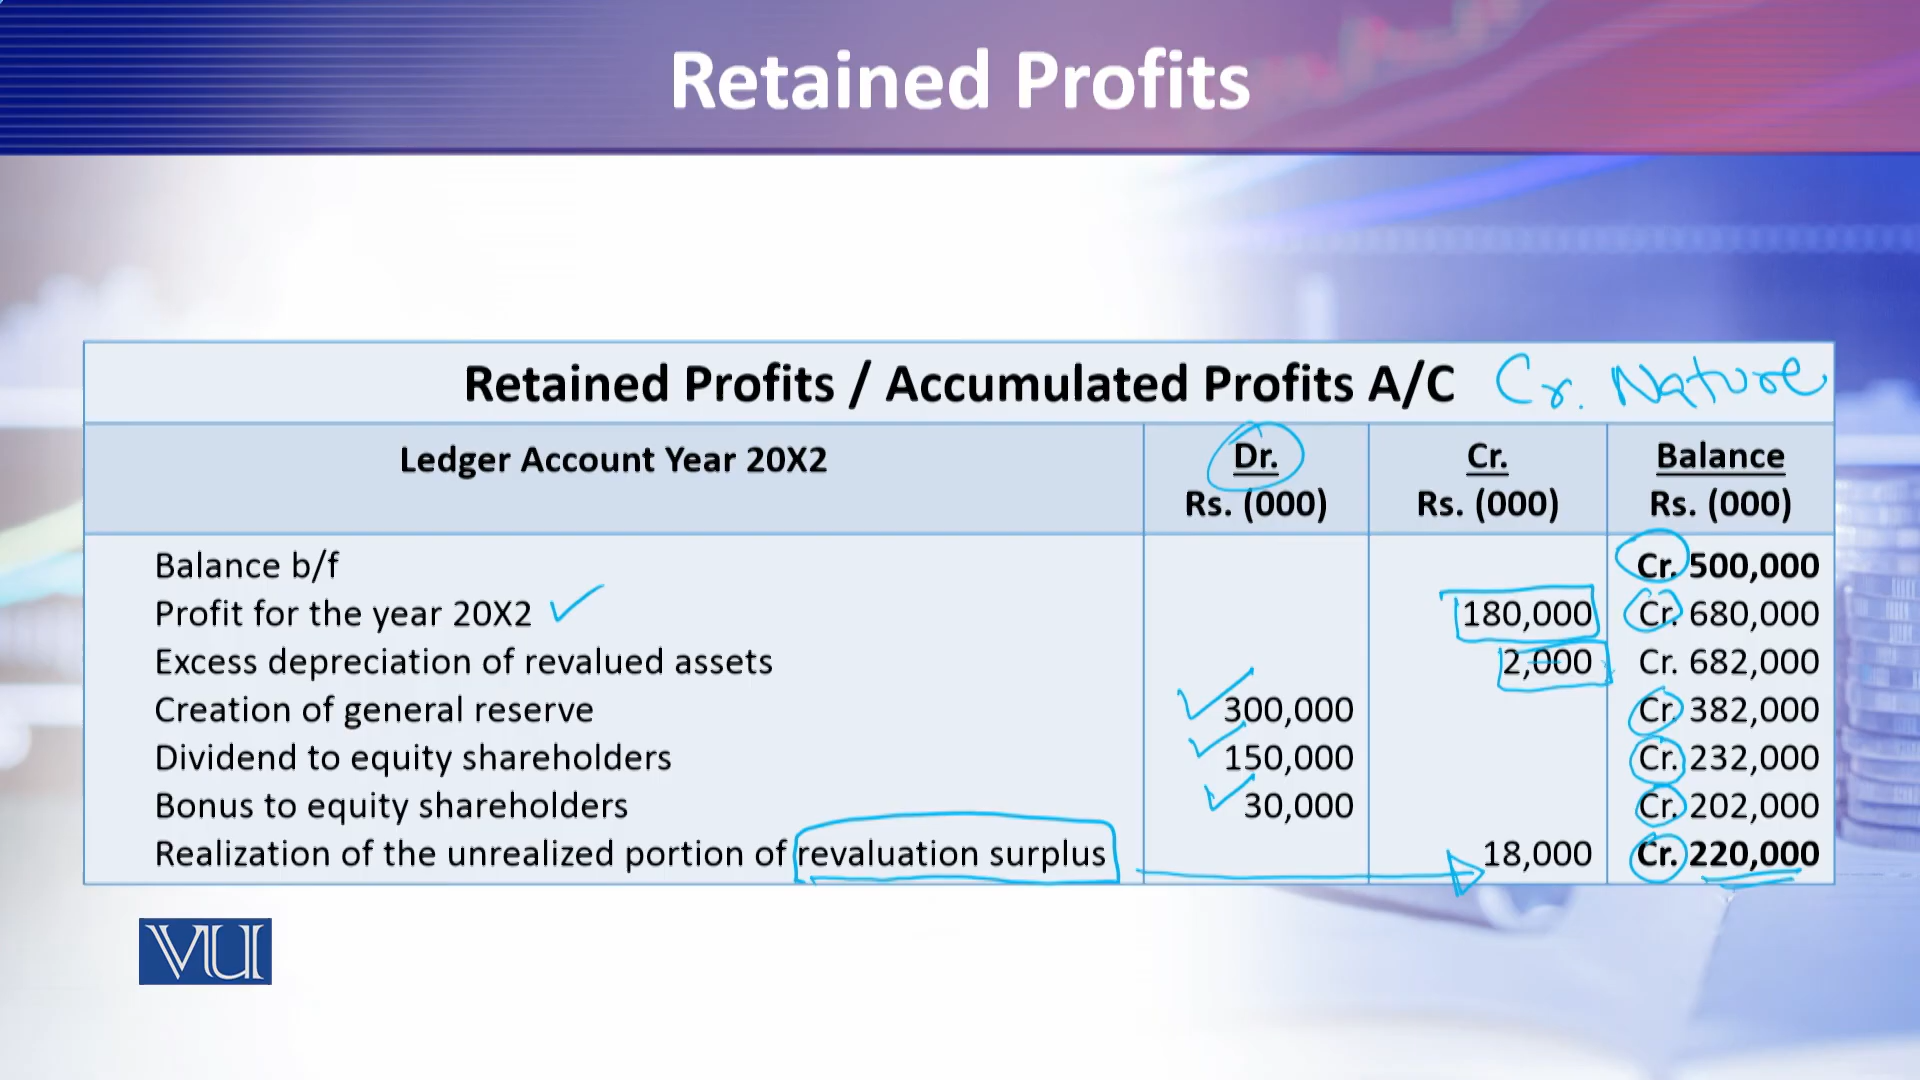 Retained Profits
Retained Profits / Accumulated Profits A/C Cr. Nature
Ledger Account Year 20X2 Dr. Cr. Balance
Rs. (000) Rs. (000) Rs. (000)
Balance b/f Cr. 500,000
Profit for the year 20X2 180,000 Cr. 680,000
Excess depreciation of revalued assets 2,000 Cr. 682,000
Creation of general reserve 300,000 Cr. 382,000
Dividend to equity shareholders 150,000 Cr. 232,000
Bonus to equity shareholders 30,000 Cr. 202,000
Realization of the unrealized portion of revaluation surplus 18,000 Cr. 220,000
VU